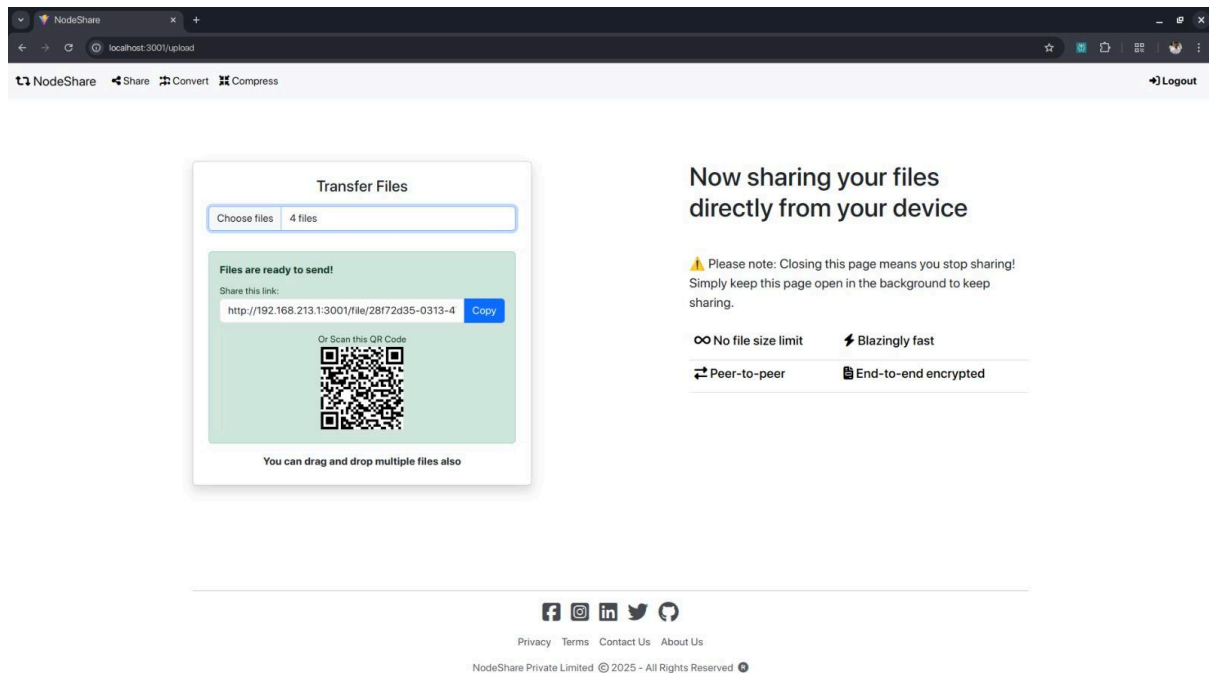 NodeShare
localhost:3001/upload
NodeShare Share Convert Compress Logout
Transfer Files
Choose files 4 files
Files are ready to send!
Share this link:
http://192.168.213.1:3001/file/28f72d35-0313-4
Copy
Or Scan this QR Code
You can drag and drop multiple files also
Now sharing your files
directly from your device
⚠️ Please note: Closing this page means you stop sharing!
Simply keep this page open in the background to keep
sharing.
No file size limit Blazingly fast
Peer-to-peer End-to-end encrypted
Privacy Terms Contact Us About Us
NodeShare Private Limited © 2025 - All Rights Reserved ®